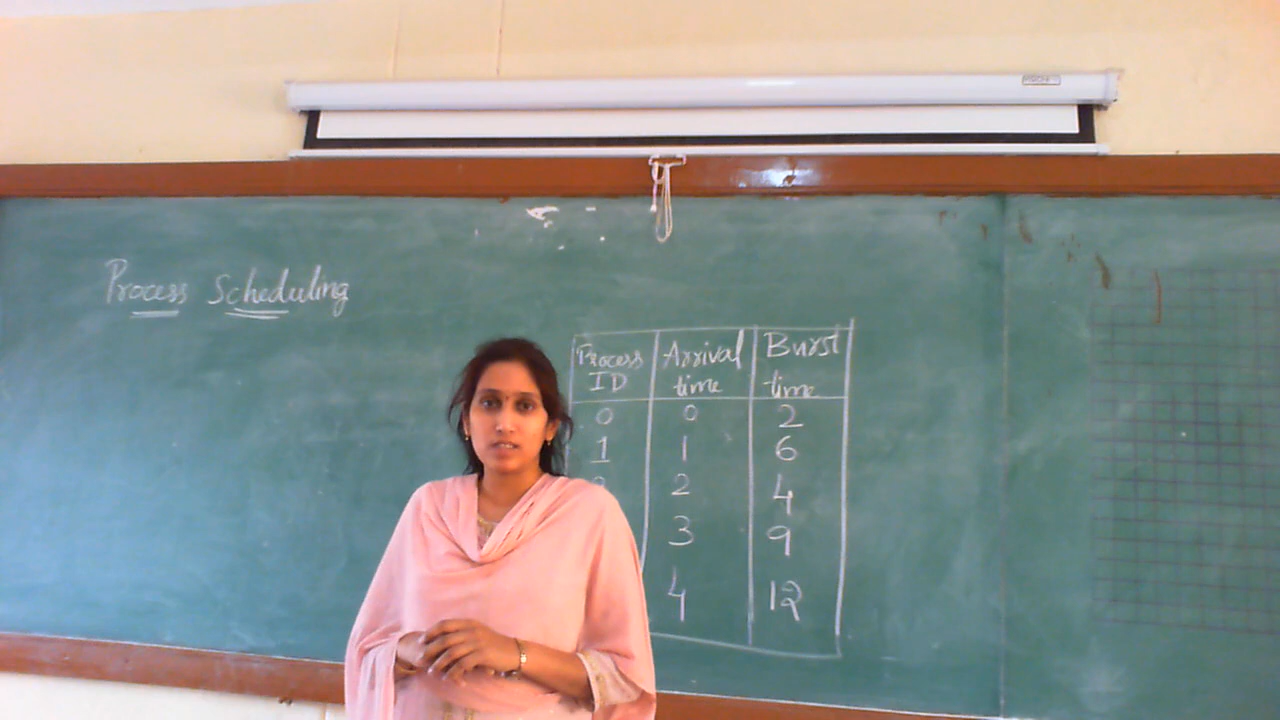 Process Scheduling
Process ID Arrival time Burst time
0 0 2
1 1 6
2 4
3 9
4 12